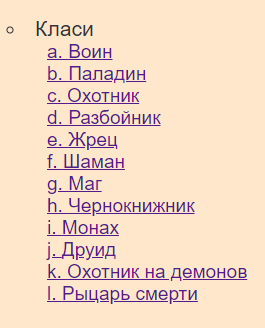 Класи
a. Воин
b. Паладин
c. Охотник
d. Разбойник
e. Жрец
f. Шаман
g. Маг
h. Чернокнижник
i. Монах
j. Друид
k. Охотник на демонов
l. Рыцарь смерти